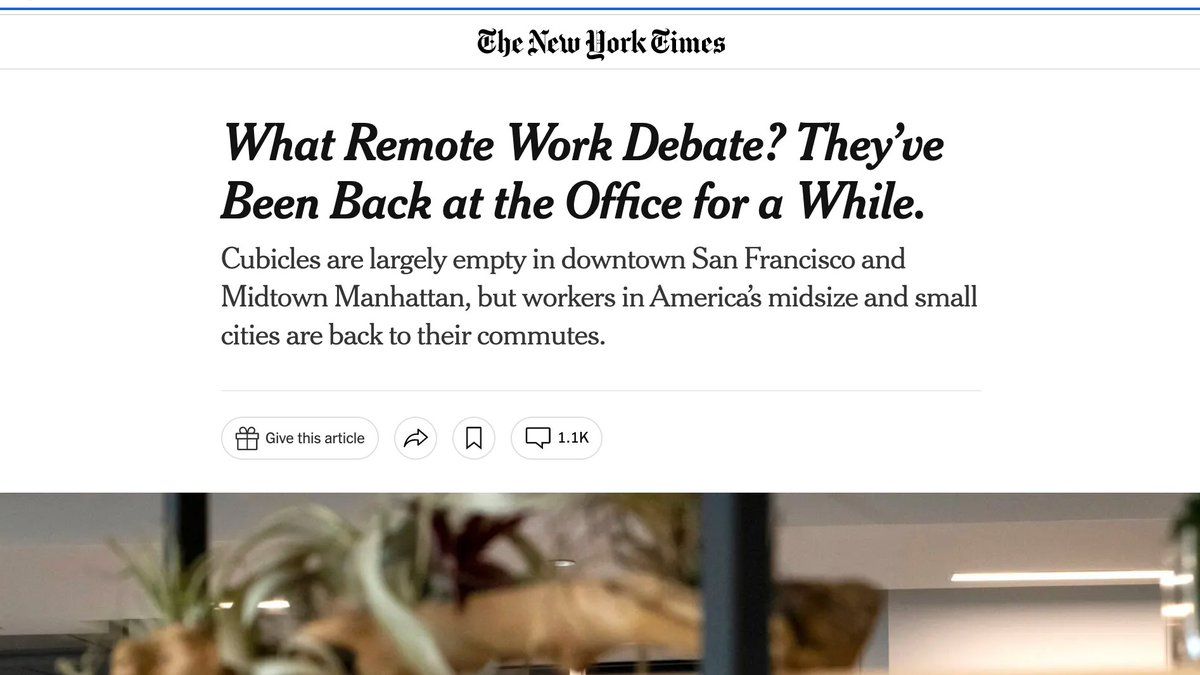 The New York Times
What Remote Work Debate? They’ve
Been Back at the Office for a While.
Cubicles are largely empty in downtown San Francisco and
Midtown Manhattan, but workers in America’s midsize and small
cities are back to their commutes.
Give this article
1.1K